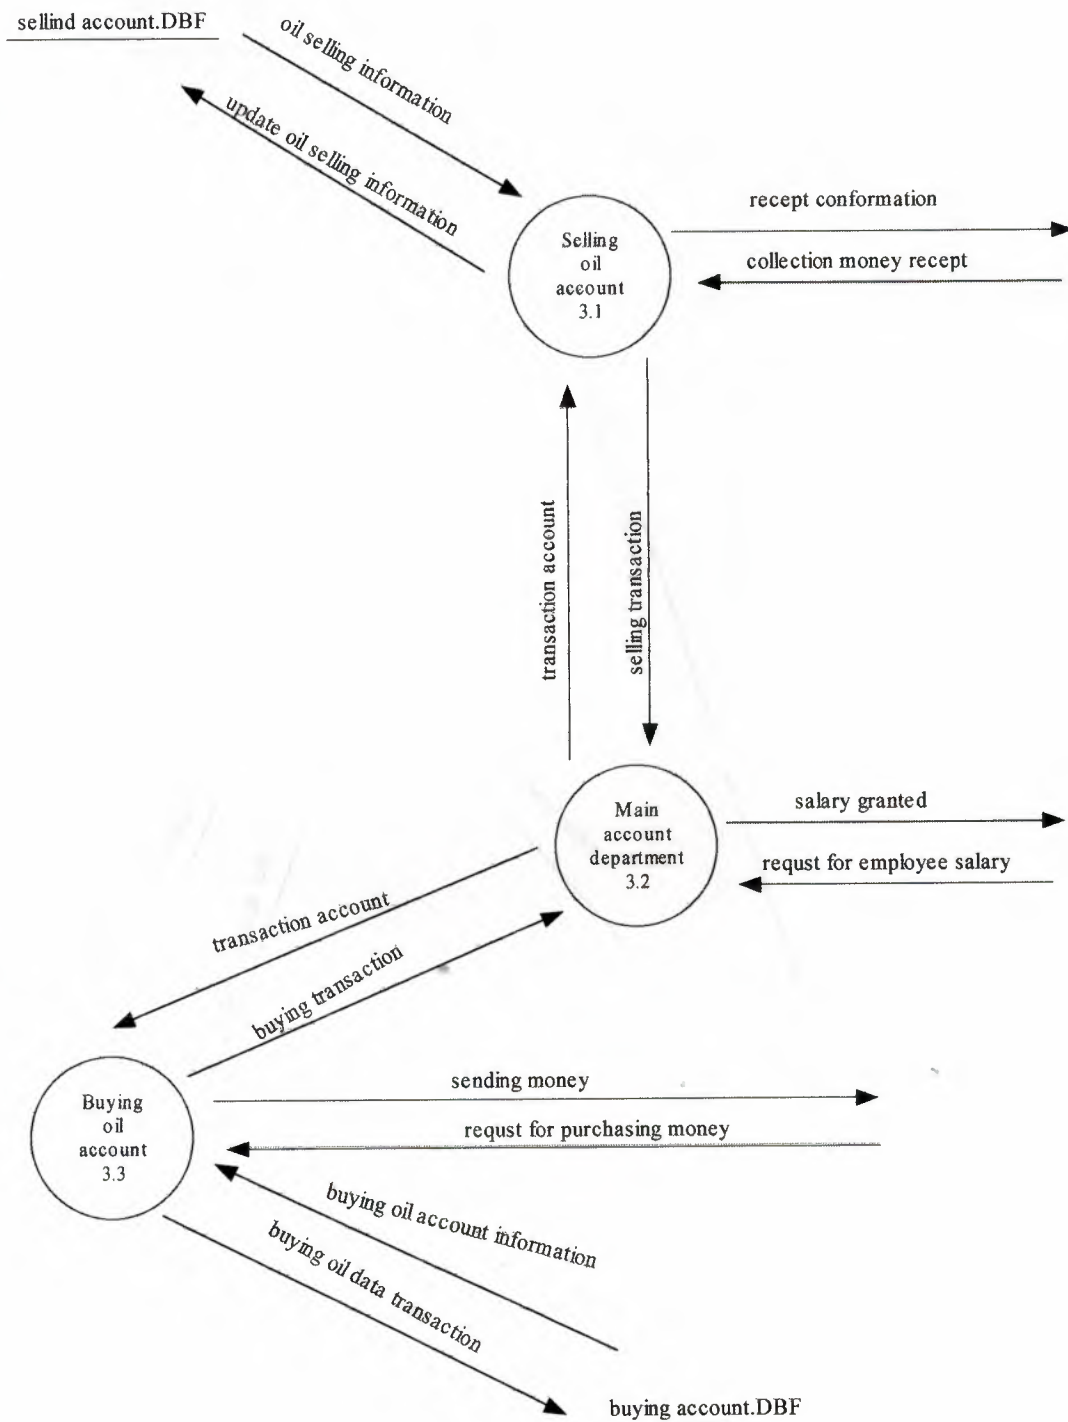 sellind account.DBF
oil selling information
update oil selling information
Selling
oil
account
3.1
recept conformation
collection money recept
transaction account
selling transaction
Main
account
department
3.2
salary granted
requst for employee salary
transaction account
buying transaction
Buying
oil
account
3.3
sending money
requst for purchasing money
buying oil account information
buying oil data transaction
buying account.DBF